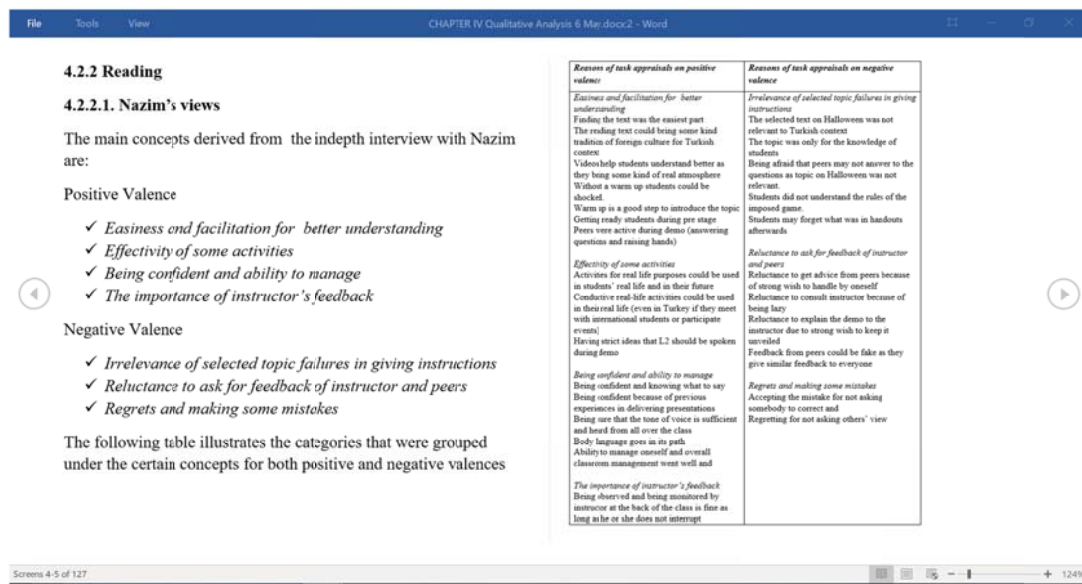 File Tools View CHAPTER IV Qualitative Analysis 6 May.docx2 - Word
4.2.2 Reading
4.2.2.1. Nazim's views
The main concepts derived from the indepth interview with Nazim
are:
Positive Valence
✓ Easiness and facilitation for better understanding
✓ Effectivity of some activities
✓ Being confident and ability to manage
✓ The importance of instructor's feedback
Negative Valence
✓ Irrelevance of selected topic failures in giving instructions
✓ Reluctance to ask for feedback of instructor and peers
✓ Regrets and making some mistakes
The following table illustrates the categories that were grouped
under the certain concepts for both positive and negative valences
Reasons of task appraisals on positive
valence
Easiness and facilitation for better
understanding
Finding the text was the easiest part
The reading text could bring some kind
tradition of foreign culture for Turkish
context
Videos help students understand better as
they bring some kind of real atmosphere
Without a warm up students could be
shocked.
Warm up is a good step to introduce the topic
Getting ready students during pre stage
Peers were active during demo (answering
questions and raising hands)
Effectivity of some activities
Activities for real life purposes could be used
in students' real life and in their future
Conductive real-life activities could be used
in their real life (even in Turkey if they meet
with international students or participate
events)
Having strict ideas that L2 should be spoken
during demo
Being confident and ability to manage
Being confident and knowing what to say
Being confident because of previous
experiences in delivering presentations
Being sure that the tone of voice is sufficient
and heard from all over the class
Body language goes in its path
Ability to manage oneself and overall
classroom management went well and
The importance of instructor's feedback
Being observed and being monitored by
instructor at the back of the class is fine as
long as he or she does not interrupt
Reasons of task appraisals on negative
valence
Irrelevance of selected topic failures in giving
instructions
The selected text on Halloween was not
relevant to Turkish context
The topic was only for the knowledge of
students
Being afraid that peers may not answer to the
questions as topic on Halloween was not
relevant.
Students did not understand the rules of the
imposed game.
Students may forget what was in handouts
afterwards
Reluctance to ask for feedback of instructor
and peers
Reluctance to get advice from peers because
of strong wish to handle by oneself
Reluctance to consult instructor because of
being lazy
Reluctance to explain the demo to the
instructor due to strong wish to keep it
unveiled
Feedback from peers could be fake as they
give similar feedback to everyone
Regrets and making some mistakes
Accepting the mistake for not asking
somebody to correct and
Regretting for not asking others' view
Screens 4-5 of 127
124%